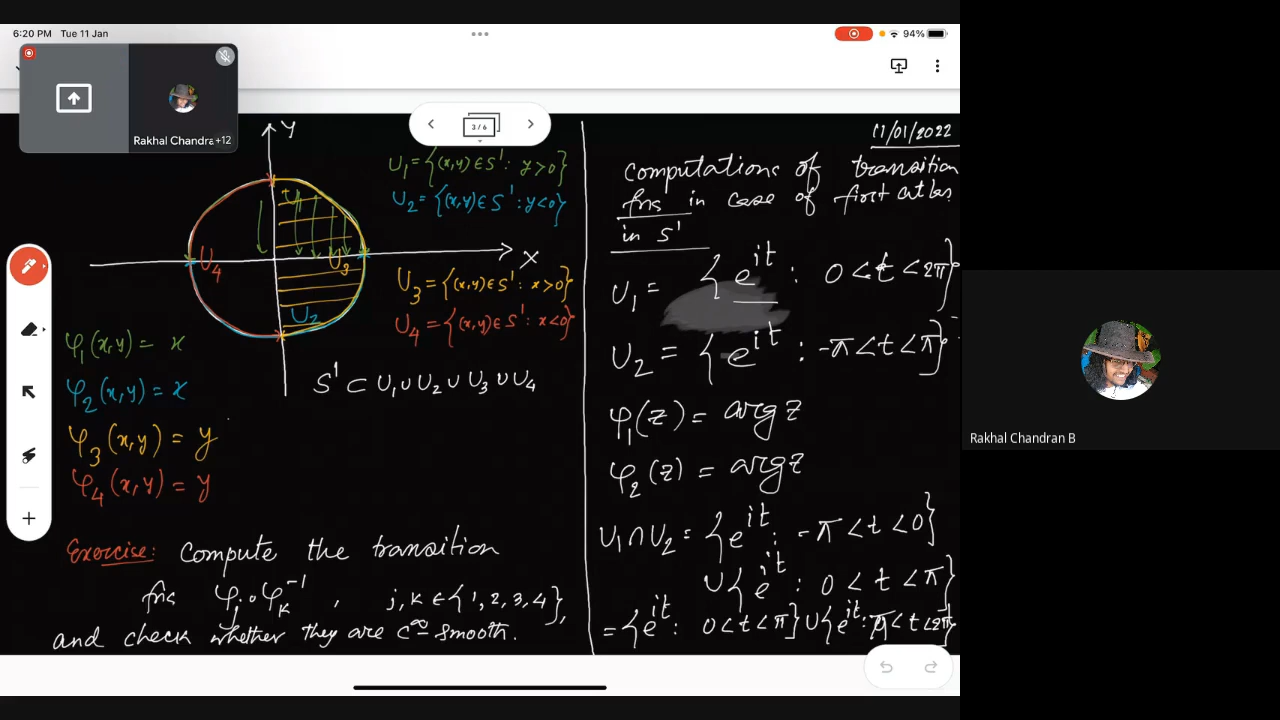 6:20 PM Tue 11 Jan
94%
Rakhal Chandra +12
3 / 6
Y
X
U₁
U₂
U₃
U₄
U₁ = {(x,y) ∈ S¹ : y>0}
U₂ = {(x,y) ∈ S¹ : y<0}
U₃ = {(x,y) ∈ S¹ : x>0}
U₄ = {(x,y) ∈ S¹ : x<0}
S¹ ⊂ U₁ ∪ U₂ ∪ U₃ ∪ U₄
φ₁(x,y) = x
φ₂(x,y) = x
φ₃(x,y) = y
φ₄(x,y) = y
Exercise: Compute the transition
fns φⱼ∘φₖ⁻¹ , j,k ∈ {1,2,3,4},
and check whether they are C^∞-smooth.
11/01/2022
Computations of transition
fns in case of first atlas
in S¹
U₁ = {e^{it} : 0<t<2π}
U₂ = {e^{it} : -π<t<π}
φ₁(z) = arg z
φ₂(z) = arg z
U₁∩U₂ = {e^{it} : -π<t<0}
∪{e^{it} : 0<t<π}
= {e^{it} : 0<t<π} ∪ {e^{it} : π<t<2π}
Rakhal Chandran B